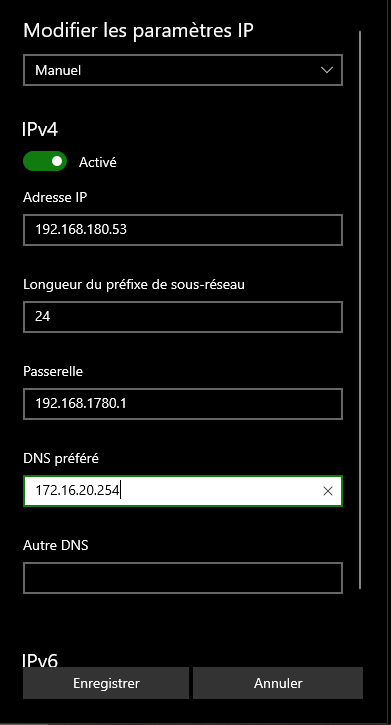 Modifier les paramètres IP
Manuel
IPv4
Activé
Adresse IP
192.168.180.53
Longueur du préfixe de sous-réseau
24
Passerelle
192.168.1780.1
DNS préféré
172.16.20.254
Autre DNS
IPv6
Enregistrer
Annuler